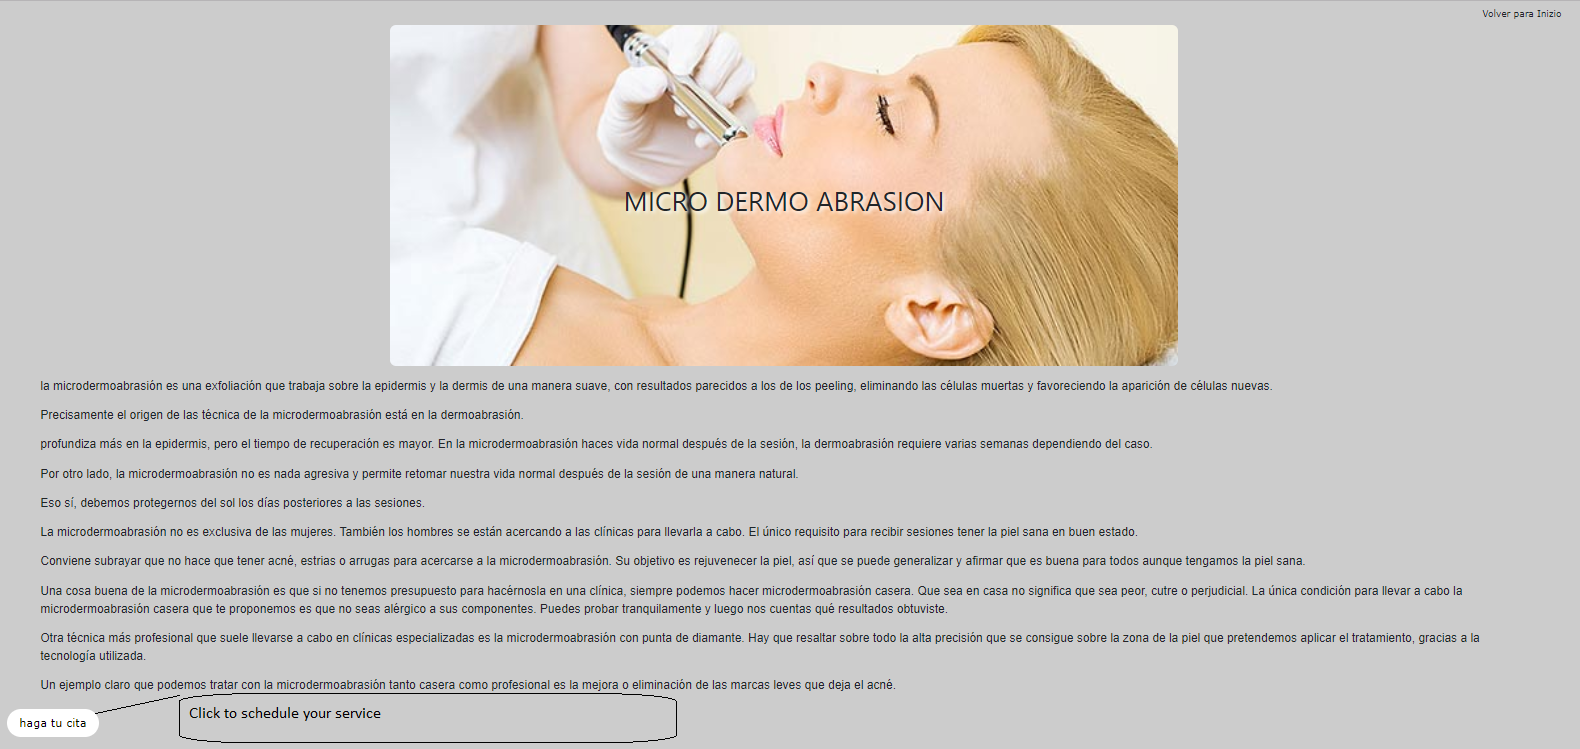 Volver para Inizio
MICRO DERMO ABRASION
la microdermoabrasión es una exfoliación que trabaja sobre la epidermis y la dermis de una manera suave, con resultados parecidos a los de los peeling, eliminando las células muertas y favoreciendo la aparición de células nuevas.
Precisamente el origen de las técnica de la microdermoabrasión está en la dermoabrasión.
profundiza más en la epidermis, pero el tiempo de recuperación es mayor. En la microdermoabrasión haces vida normal después de la sesión, la dermoabrasión requiere varias semanas dependiendo del caso.
Por otro lado, la microdermoabrasión no es nada agresiva y permite retomar nuestra vida normal después de la sesión de una manera natural.
Eso sí, debemos protegernos del sol los días posteriores a las sesiones.
La microdermoabrasión no es exclusiva de las mujeres. También los hombres se están acercando a las clínicas para llevarla a cabo. El único requisito para recibir sesiones tener la piel sana en buen estado.
Conviene subrayar que no hace que tener acné, estrias o arrugas para acercarse a la microdermoabrasión. Su objetivo es rejuvenecer la piel, así que se puede generalizar y afirmar que es buena para todos aunque tengamos la piel sana.
Una cosa buena de la microdermoabrasión es que si no tenemos presupuesto para hacérnosla en una clínica, siempre podemos hacer microdermoabrasión casera. Que sea en casa no significa que sea peor, cutre o perjudicial. La única condición para llevar a cabo la
microdermoabrasión casera que te proponemos es que no seas alérgico a sus componentes. Puedes probar tranquilamente y luego nos cuentas qué resultados obtuviste.
Otra técnica más profesional que suele llevarse a cabo en clínicas especializadas es la microdermoabrasión con punta de diamante. Hay que resaltar sobre todo la alta precisión que se consigue sobre la zona de la piel que pretendemos aplicar el tratamiento, gracias a la
tecnología utilizada.
Un ejemplo claro que podemos tratar con la microdermoabrasión tanto casera como profesional es la mejora o eliminación de las marcas leves que deja el acné.
Click to schedule your service
haga tu cita